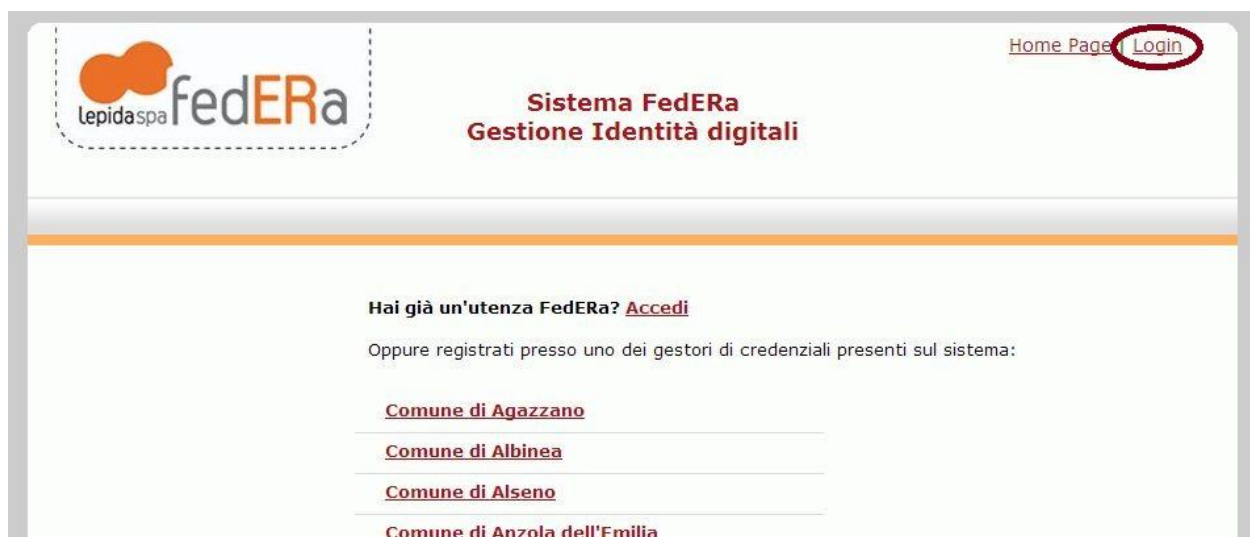 Home Page | Login
lepidaspa fedERa
Sistema FedERa
Gestione Identità digitali
Hai già un'utenza FedERa? Accedi
Oppure registrati presso uno dei gestori di credenziali presenti sul sistema:
Comune di Agazzano
Comune di Albinea
Comune di Alseno
Comune di Anzola dell'Emilia